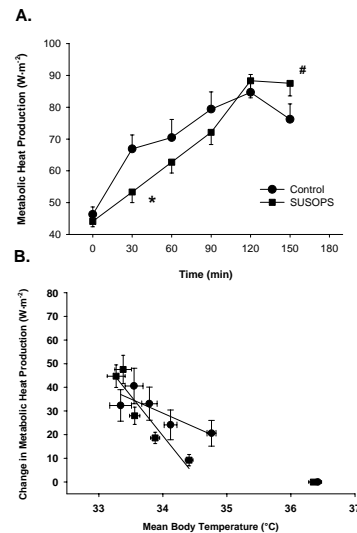 A.
Metabolic Heat Production (W·m⁻²)
100
90
80
70
60
50
40
#
*
Control
SUSOPS
0 30 60 90 120 150 180
Time (min)
B.
Change in Metabolic Heat Production (W·m⁻²)
80
70
60
50
40
30
20
10
0
33 34 35 36 37
Mean Body Temperature (°C)